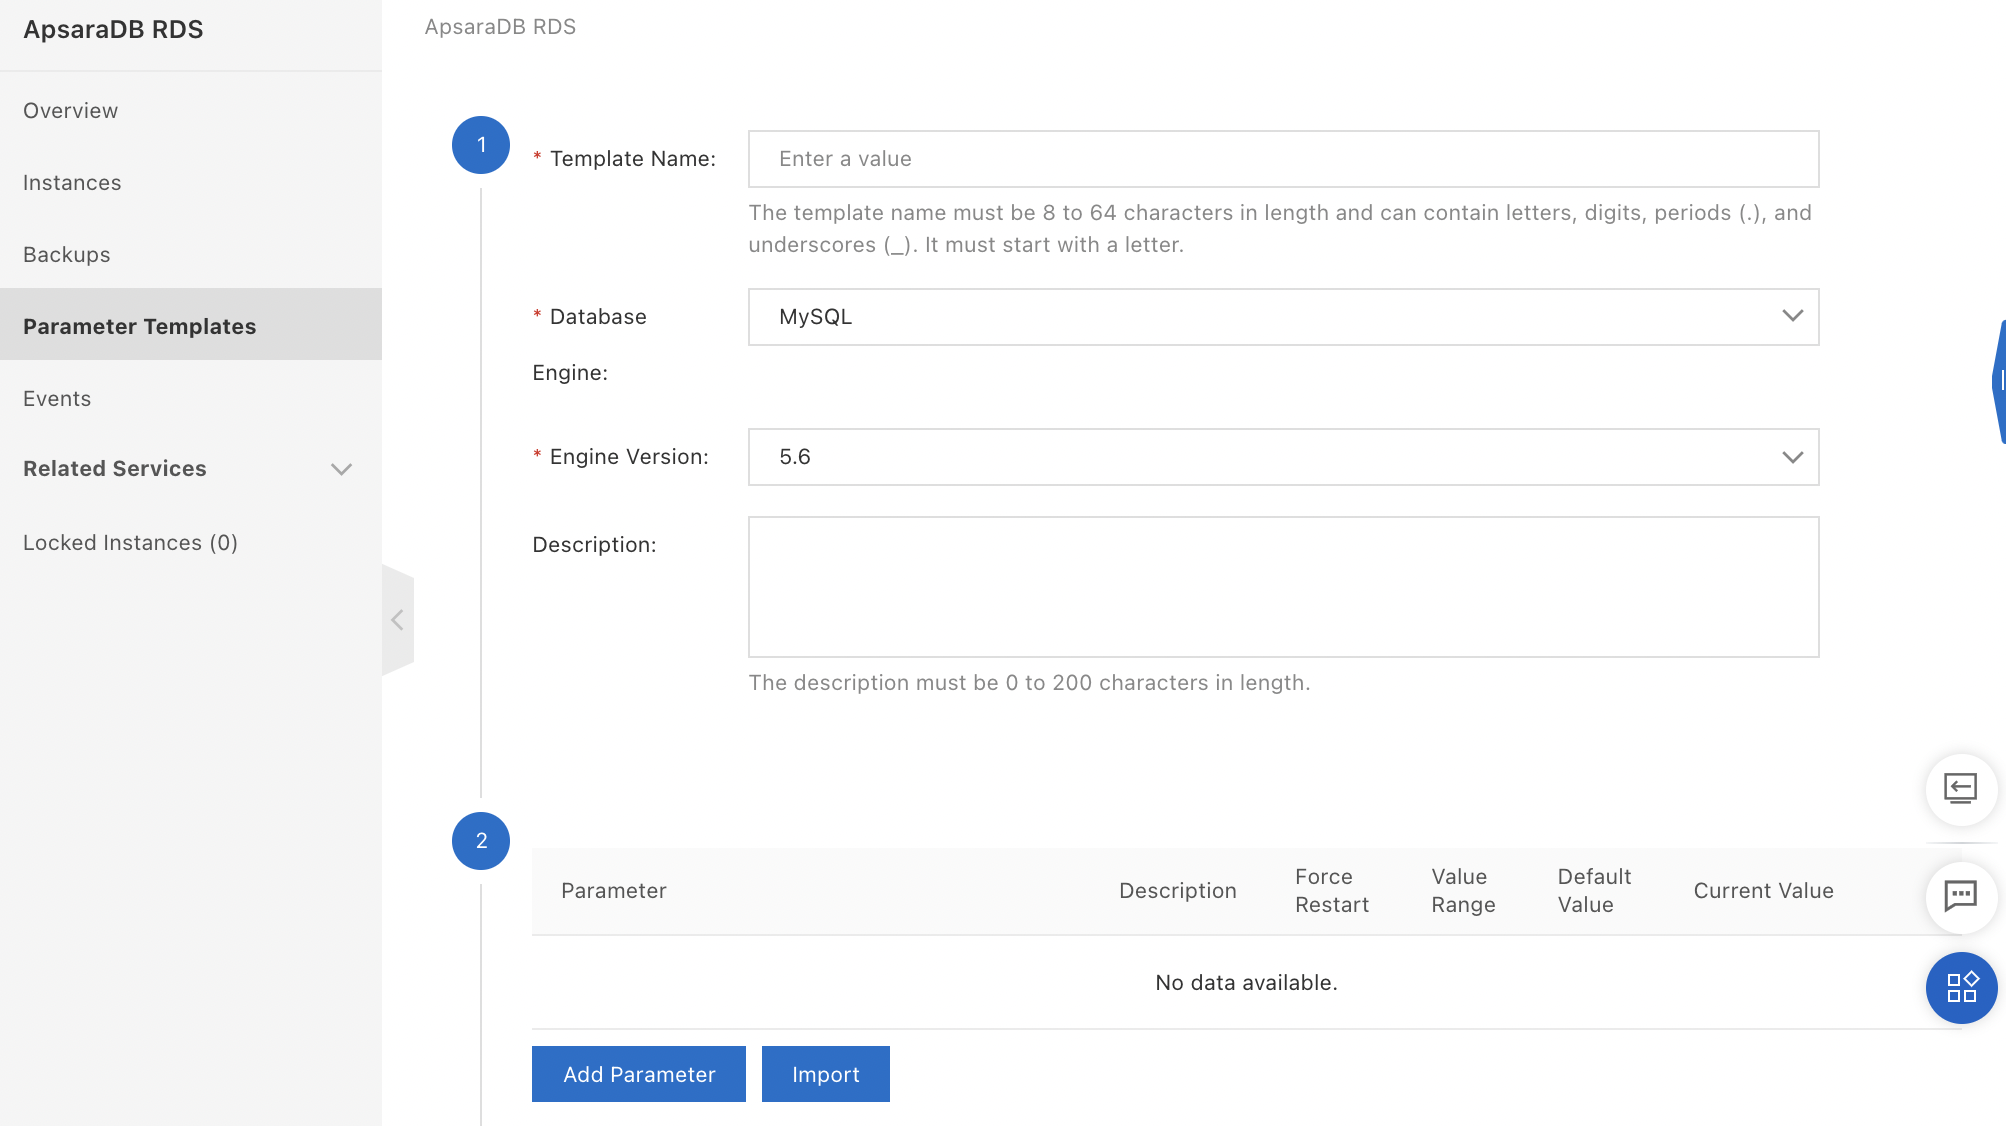 ApsaraDB RDS
Overview
Instances
Backups
Parameter Templates
Events
Related Services
Locked Instances (0)
ApsaraDB RDS
1
* Template Name:
Enter a value
The template name must be 8 to 64 characters in length and can contain letters, digits, periods (.), and
underscores (_). It must start with a letter.
* Database
Engine:
MySQL
* Engine Version:
5.6
Description:
The description must be 0 to 200 characters in length.
2
Parameter
Description
Force
Restart
Value
Range
Default
Value
Current Value
No data available.
Add Parameter
Import